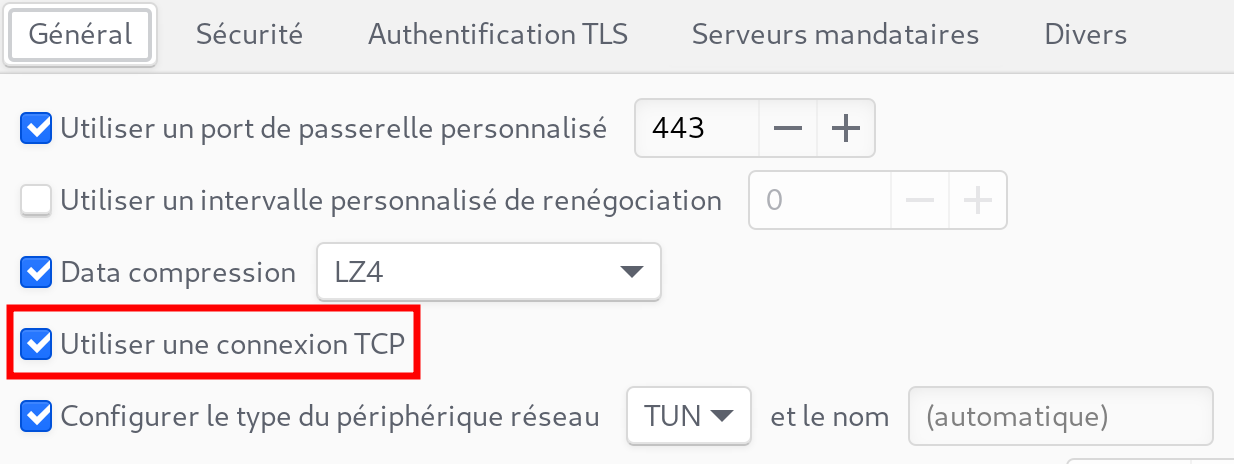 Général Sécurité Authentification TLS Serveurs mandataires Divers
Utiliser un port de passerelle personnalisé 443
Utiliser un intervalle personnalisé de renégociation 0
Data compression LZ4
Utiliser une connexion TCP
Configurer le type du périphérique réseau TUN et le nom (automatique)